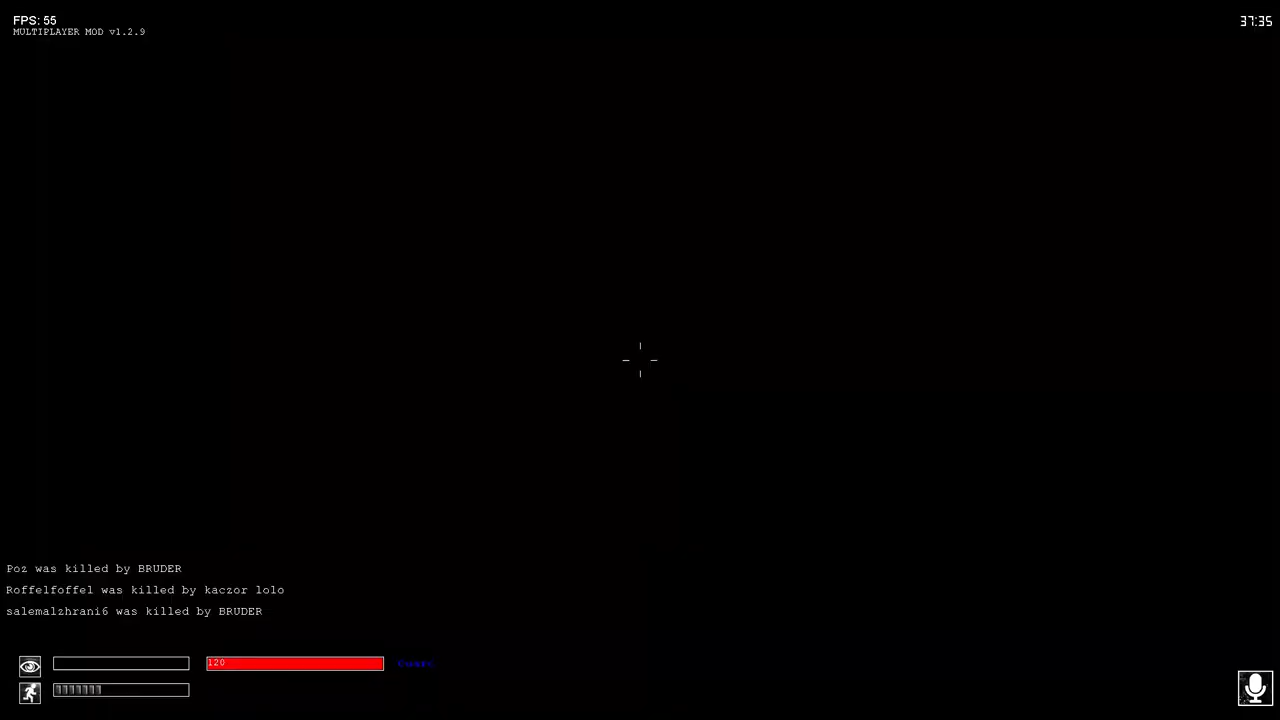 FPS: 55
37:35
MULTIPLAYER MOD v1.2.9
Poz was killed by BRUDER
Roffelfoffel was killed by kaczor lolo
salemalzhrani6 was killed by BRUDER
120